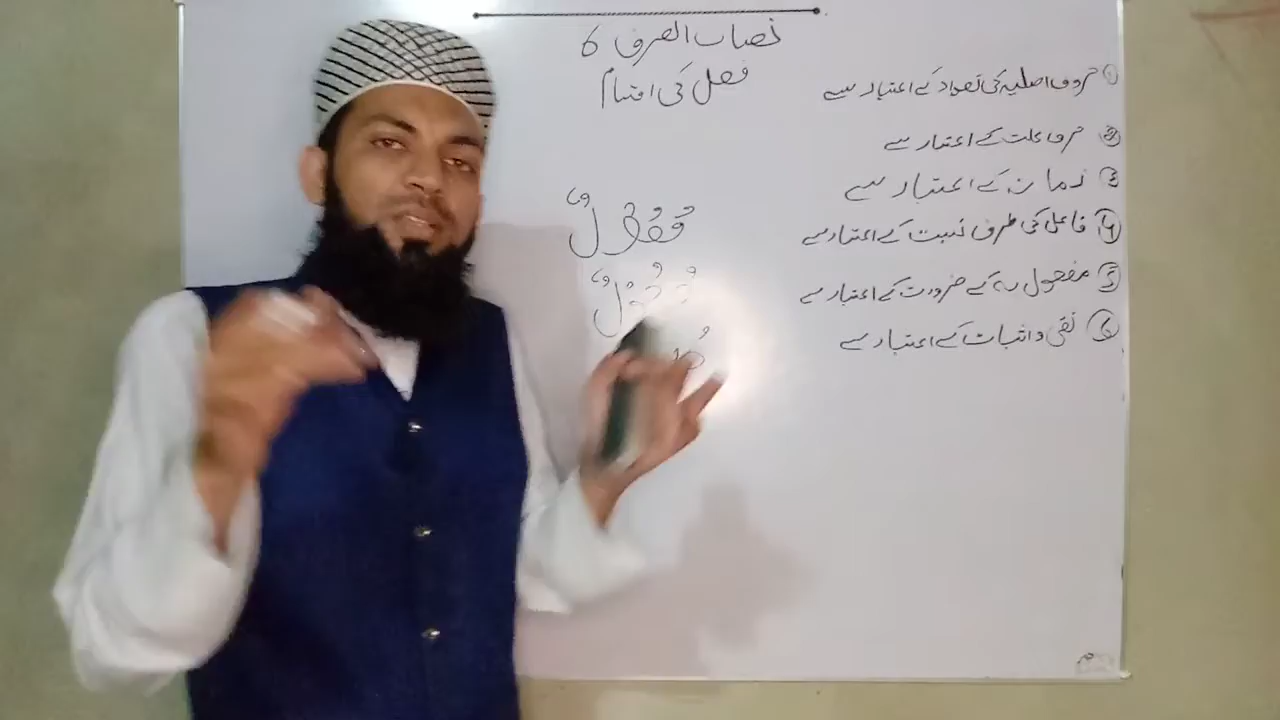 نصاب الصرف 6
فعل کی اقسام
① حروف اصلیہ کی تعداد کے اعتبار سے
② حرف علت کے اعتبار سے
③ زمانہ کے اعتبار سے
④ فاعل کی طرف نسبت کے اعتبار سے
⑤ مفعول بہ کے ضرورت کے اعتبار سے
⑥ نفی و اثبات کے اعتبار سے